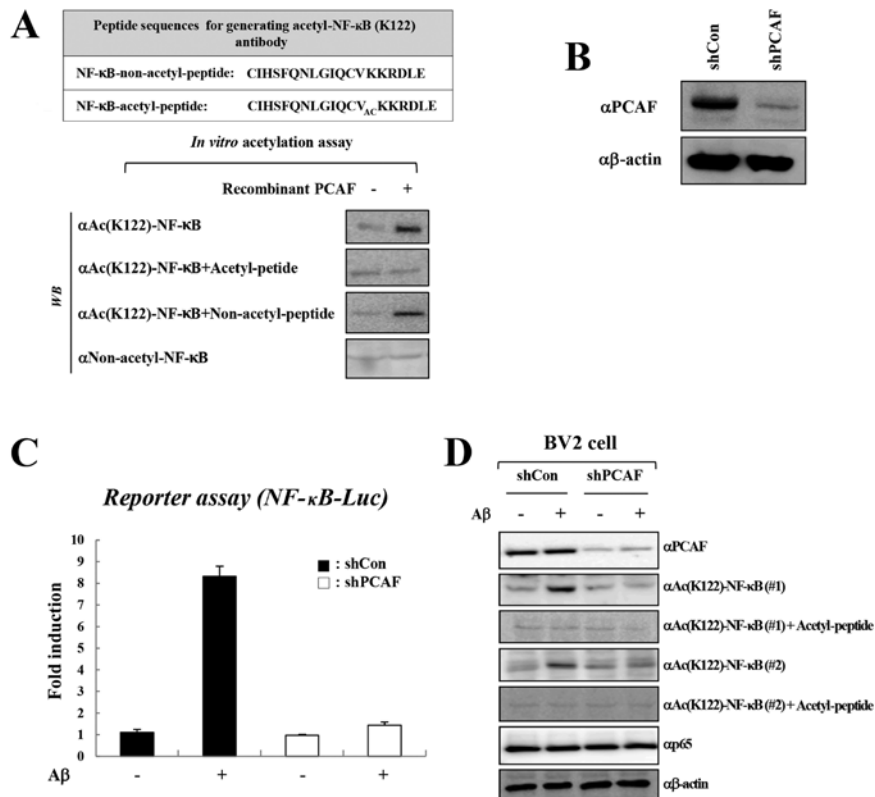 A
Peptide sequences for generating acetyl-NF-κB (K122)
antibody
NF-κB-non-acetyl-peptide: CIHSFQNLGIQCVKKRDLE
NF-κB-acetyl-peptide: CIHSFQNLGIQCVACKKRDLE
In vitro acetylation assay
Recombinant PCAF - +
WB
αAc(K122)-NF-κB
αAc(K122)-NF-κB+Acetyl-petide
αAc(K122)-NF-κB+Non-acetyl-peptide
αNon-acetyl-NF-κB
B
shCon shPCAF
αPCAF
αβ-actin
C
Reporter assay (NF-κB-Luc)
Fold induction
10
9
8
7
6
5
4
3
2
1
0
: shCon
: shPCAF
Aβ - + - +
D
BV2 cell
shCon shPCAF
Aβ - + - +
αPCAF
αAc(K122)-NF-κB (#1)
αAc(K122)-NF-κB (#1) + Acetyl-peptide
αAc(K122)-NF-κB (#2)
αAc(K122)-NF-κB (#2) + Acetyl-peptide
αp65
αβ-actin